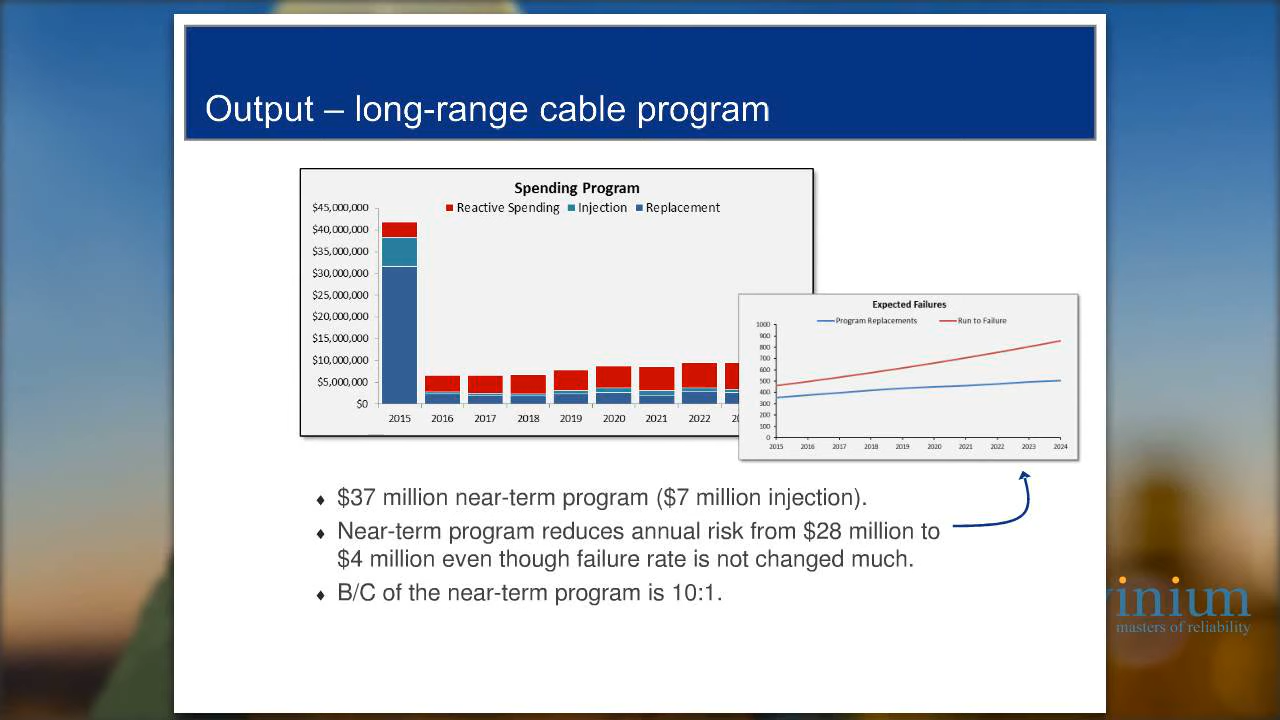 Output – long-range cable program
Spending Program
Reactive Spending Injection Replacement
$45,000,000
$40,000,000
$35,000,000
$30,000,000
$25,000,000
$20,000,000
$15,000,000
$10,000,000
$5,000,000
$0
2015 2016 2017 2018 2019 2020 2021 2022
Expected Failures
Program Replacements Run to Failure
1000
900
800
700
600
500
400
300
200
100
0
2015 2016 2017 2018 2019 2020 2021 2022 2023 2024
♦ $37 million near-term program ($7 million injection).
♦ Near-term program reduces annual risk from $28 million to
$4 million even though failure rate is not changed much.
♦ B/C of the near-term program is 10:1.
vinium
masters of reliability